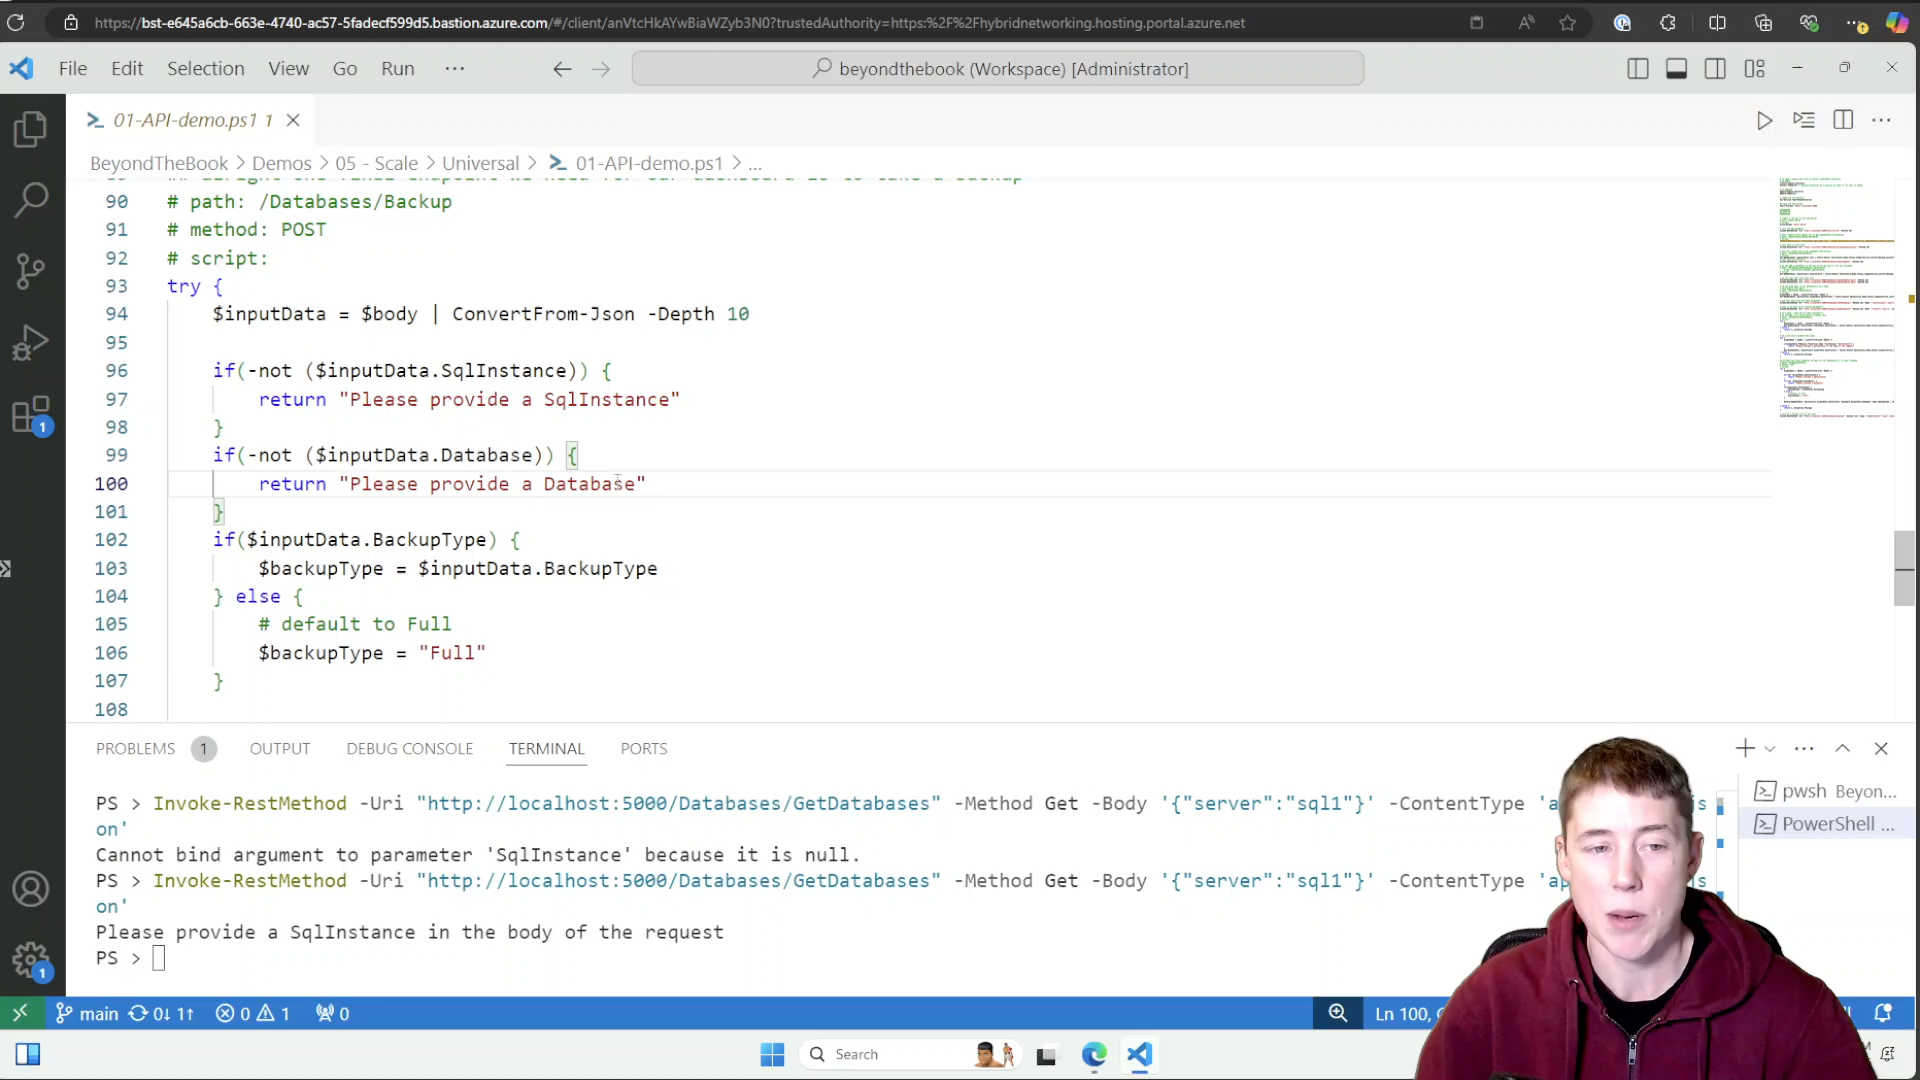 https://bst-e645a6cb-663e-4740-ac57-5fadecf599d5.bastion.azure.com/#/client/anVtcHkAYwBiaWZyb3N0?trustedAuthority=https:%2F%2Fhybridnetworking.hosting.portal.azure.net
File Edit Selection View Go Run ···
beyondthebook (Workspace) [Administrator]
01-API-demo.ps1 1
BeyondTheBook > Demos > 05 - Scale > Universal > 01-API-demo.ps1 > ...
90 # path: /Databases/Backup
91 # method: POST
92 # script:
93 try {
94 $inputData = $body | ConvertFrom-Json -Depth 10
95
96 if(-not ($inputData.SqlInstance)) {
97 return "Please provide a SqlInstance"
98 }
99 if(-not ($inputData.Database)) {
100 return "Please provide a Database"
101 }
102 if($inputData.BackupType) {
103 $backupType = $inputData.BackupType
104 } else {
105 # default to Full
106 $backupType = "Full"
107 }
108
PROBLEMS 1 OUTPUT DEBUG CONSOLE TERMINAL PORTS
PS > Invoke-RestMethod -Uri "http://localhost:5000/Databases/GetDatabases" -Method Get -Body '{"server":"sql1"}' -ContentType
on'
Cannot bind argument to parameter 'SqlInstance' because it is null.
PS > Invoke-RestMethod -Uri "http://localhost:5000/Databases/GetDatabases" -Method Get -Body '{"server":"sql1"}' -ContentType
on'
Please provide a SqlInstance in the body of the request
PS >
pwsh Beyon...
PowerShell ...
1
1
main 0↓ 1↑ 0 1 0
Ln 100,
Search